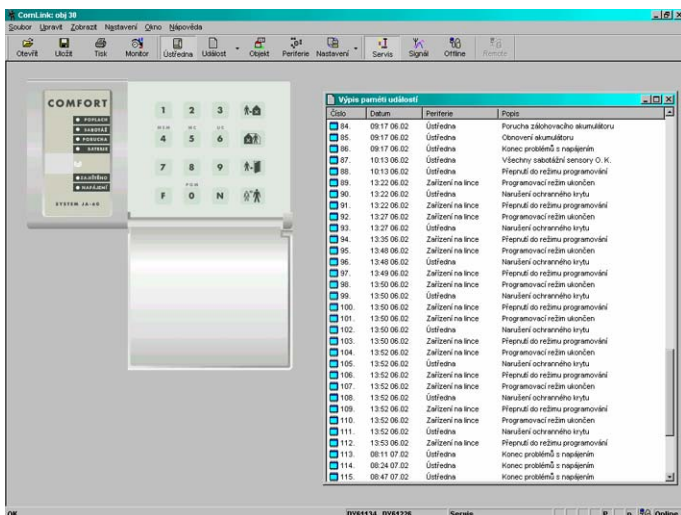 ComLink: obj 30
Soubor Upravit Zobrazit Nastavení Okno Nápověda
Otevřít Uložit Tisk Monitor Ústředna Událost Objekt Periferie Nastavení Servis Signál Offline Remote
COMFORT
POPLACH
SABOTÁŽ
PORUCHA
BATERIE
ZAJIŠTĚNO
NAPÁJENÍ
SYSTEM JA-60
1 2 3
4 5 6
7 8 9
PGM
F 0 N
Výpis paměti událostí
Číslo Datum Periferie Popis
84. 09:17 06.02 Ústředna Porucha zálohovacího akumulátoru
85. 09:17 06.02 Ústředna Obnovení akumulátoru
86. 09:17 06.02 Ústředna Konec problémů s napájením
87. 10:13 06.02 Ústředna Všechny sabotážní sensory O. K.
88. 10:13 06.02 Ústředna Přepnutí do režimu programování
89. 13:22 06.02 Zařízení na lince Programovací režim ukončen
90. 13:22 06.02 Ústředna Narušení ochranného krytu
91. 13:22 06.02 Zařízení na lince Přepnutí do režimu programování
92. 13:27 06.02 Zařízení na lince Programovací režim ukončen
93. 13:27 06.02 Ústředna Narušení ochranného krytu
94. 13:35 06.02 Zařízení na lince Přepnutí do režimu programování
95. 13:48 06.02 Zařízení na lince Programovací režim ukončen
96. 13:48 06.02 Ústředna Narušení ochranného krytu
97. 13:49 06.02 Zařízení na lince Přepnutí do režimu programování
98. 13:50 06.02 Zařízení na lince Programovací režim ukončen
99. 13:50 06.02 Ústředna Narušení ochranného krytu
100. 13:50 06.02 Zařízení na lince Přepnutí do režimu programování
101. 13:50 06.02 Zařízení na lince Programovací režim ukončen
102. 13:50 06.02 Ústředna Narušení ochranného krytu
103. 13:50 06.02 Zařízení na lince Přepnutí do režimu programování
104. 13:52 06.02 Zařízení na lince Programovací režim ukončen
105. 13:52 06.02 Ústředna Narušení ochranného krytu
106. 13:52 06.02 Zařízení na lince Přepnutí do režimu programování
107. 13:52 06.02 Zařízení na lince Programovací režim ukončen
108. 13:52 06.02 Ústředna Narušení ochranného krytu
109. 13:52 06.02 Zařízení na lince Přepnutí do režimu programování
110. 13:52 06.02 Zařízení na lince Programovací režim ukončen
111. 13:52 06.02 Ústředna Narušení ochranného krytu
112. 13:53 06.02 Zařízení na lince Přepnutí do režimu programování
113. 08:11 07.02 Ústředna Konec problémů s napájením
114. 08:24 07.02 Ústředna Konec problémů s napájením
115. 08:47 07.02 Ústředna Konec problémů s napájením
OK DY61134, DY61226 Servis P n Online